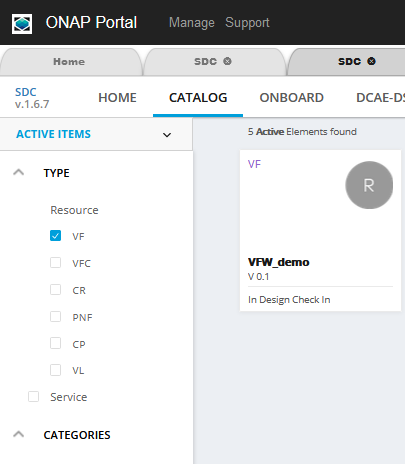 ONAP Portal Manage Support
Home SDC SDC
SDC
v.1.6.7
HOME CATALOG ONBOARD DCAE-DS
ACTIVE ITEMS
5 Active Elements found
TYPE
Resource
VF
VFC
CR
PNF
CP
VL
Service
CATEGORIES
VF
R
VFW_demo
V 0.1
In Design Check In